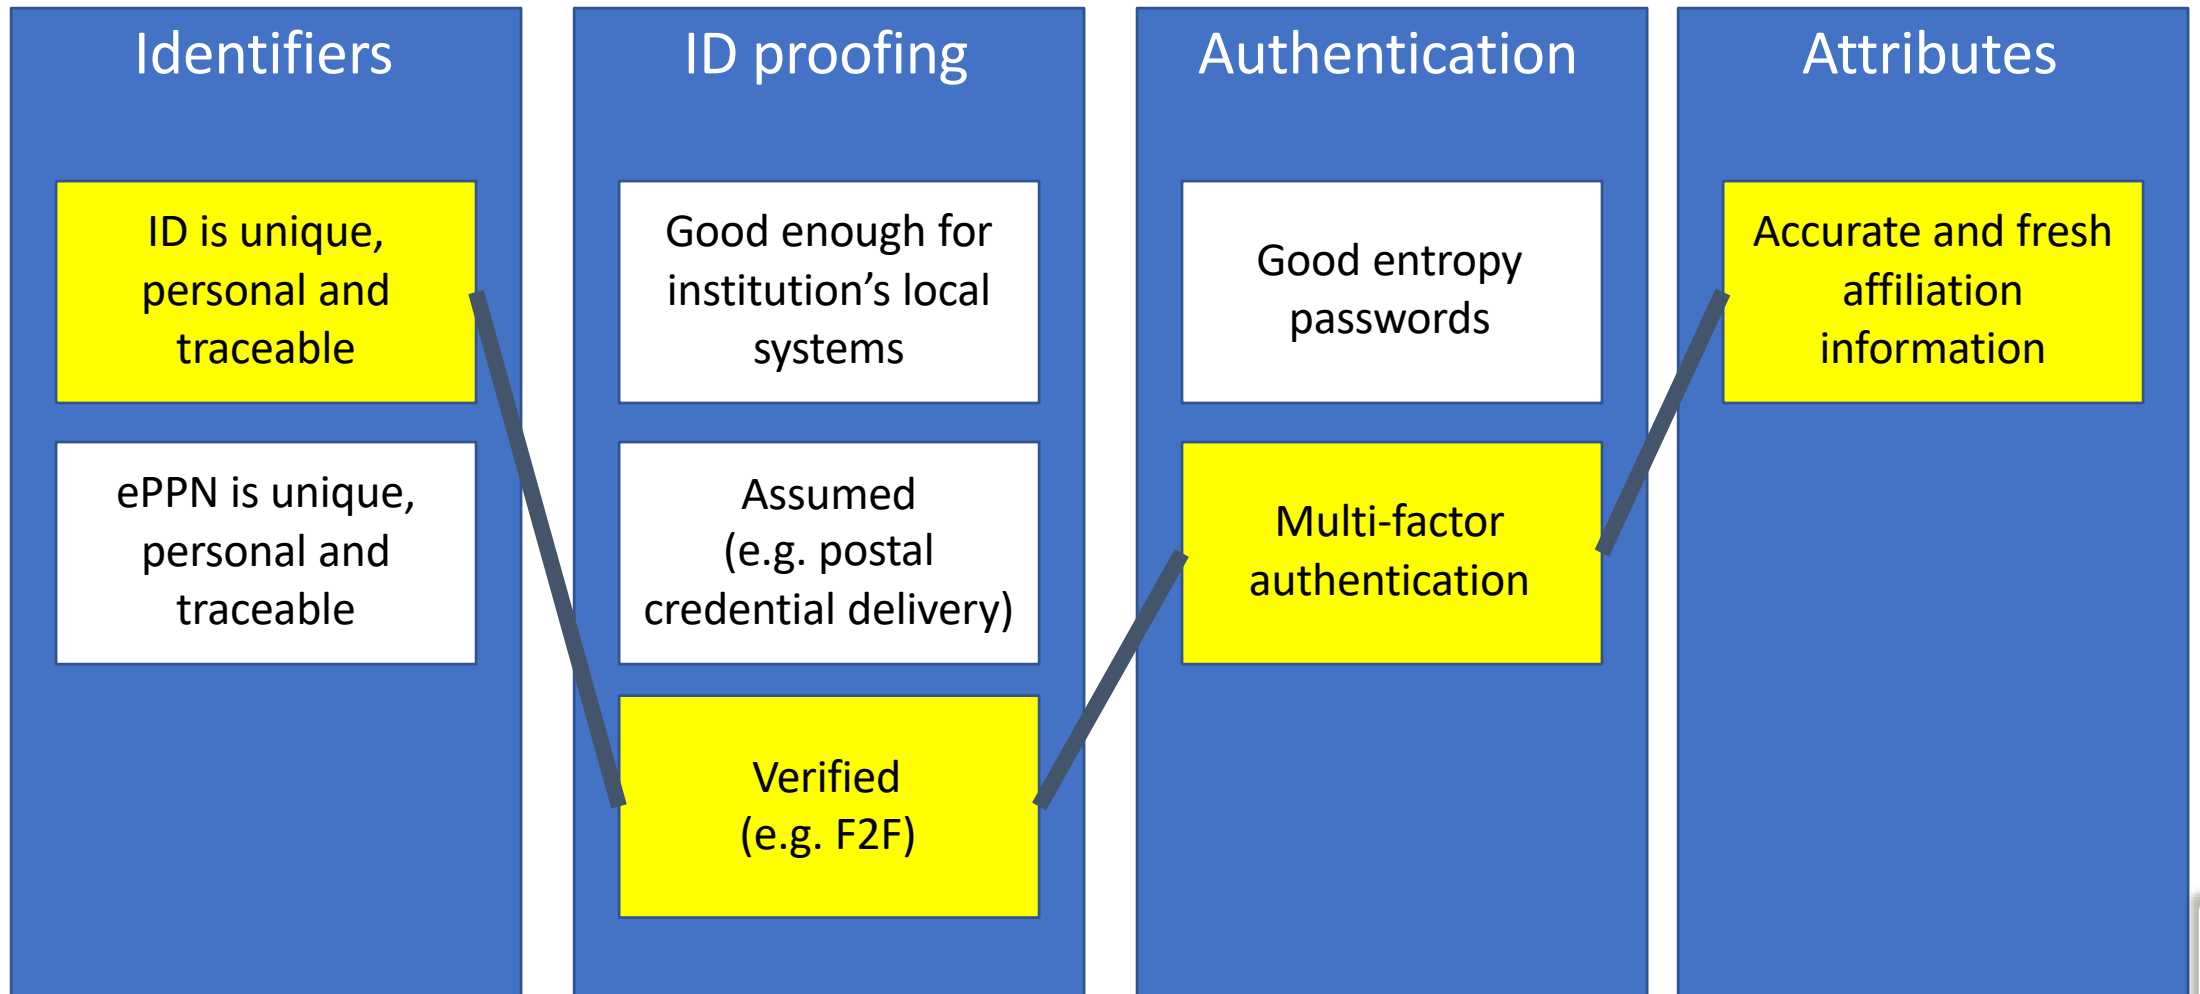 Identifiers
ID is unique,
personal and
traceable
ePPN is unique,
personal and
traceable
ID proofing
Good enough for
institution’s local
systems
Assumed
(e.g. postal
credential delivery)
Verified
(e.g. F2F)
Authentication
Good entropy
passwords
Multi-factor
authentication
Attributes
Accurate and fresh
affiliation
information